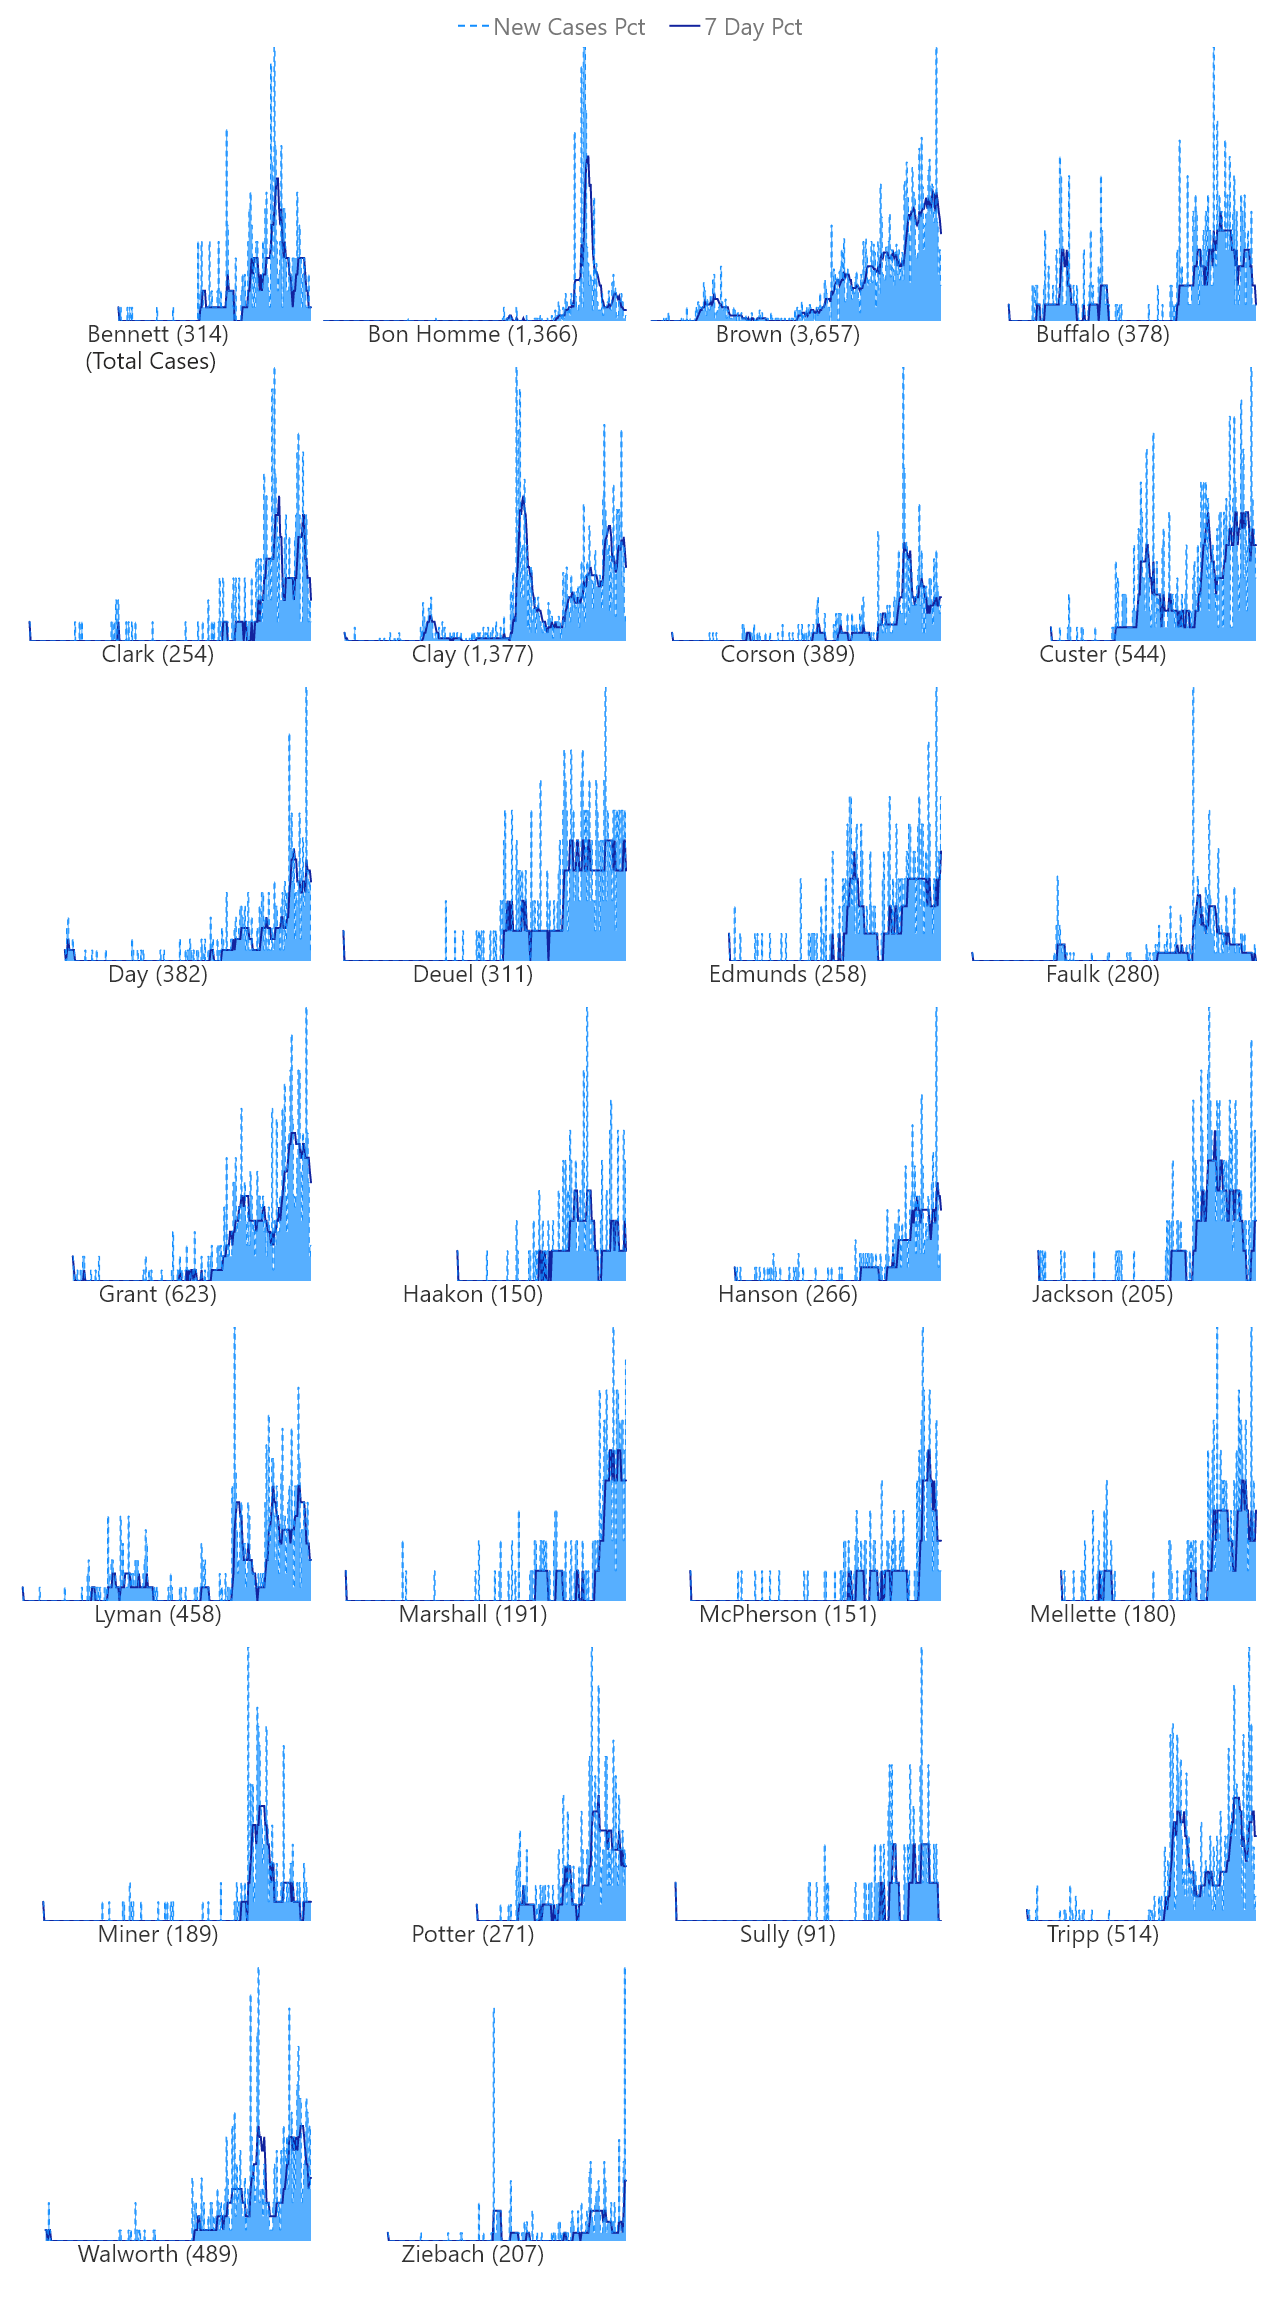 New Cases Pct 7 Day Pct
Bennett (314) Bon Homme (1,366) Brown (3,657) Buffalo (378)
(Total Cases)
Clark (254) Clay (1,377) Corson (389) Custer (544)
Day (382) Deuel (311) Edmunds (258) Faulk (280)
Grant (623) Haakon (150) Hanson (266) Jackson (205)
Lyman (458) Marshall (191) McPherson (151) Mellette (180)
Miner (189) Potter (271) Sully (91) Tripp (514)
Walworth (489) Ziebach (207)